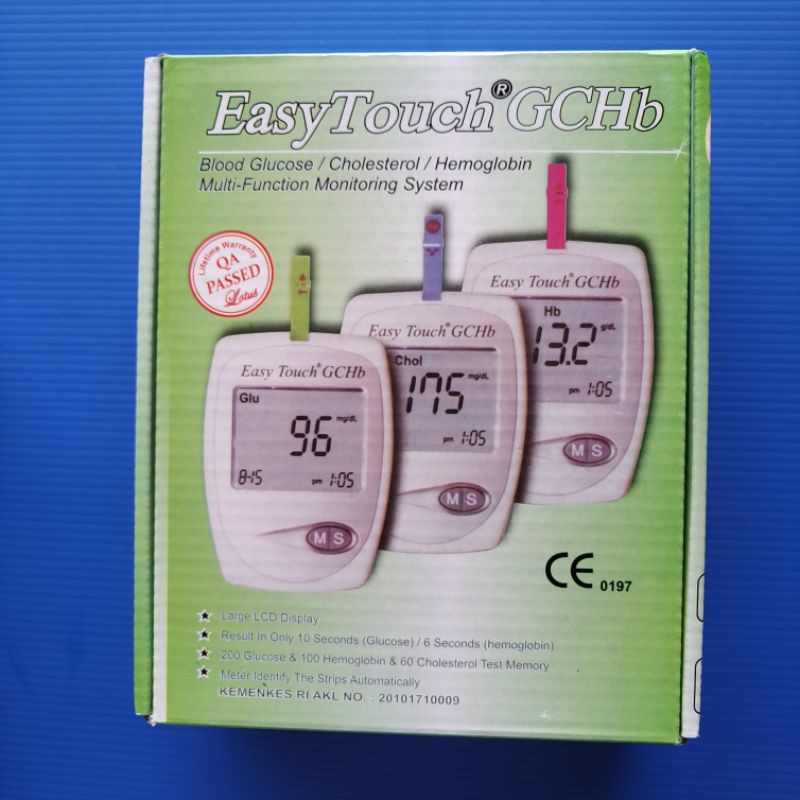 EasyTouch® GCHb
Blood Glucose / Cholesterol / Hemoglobin
Multi-Function Monitoring System
Lifetime Warranty
QA
PASSED
Lotus
Easy Touch® GCHb
Hb
13.2 g/dL
pm 1:05
M S
Easy Touch® GCHb
Chol
175 mg/dL
pm 1:05
M S
Easy Touch® GCHb
Glu
96 mg/dL
8-15 pm 1:05
M S
CE 0197
Large LCD Display
Result In Only 10 Seconds (Glucose) / 6 Seconds (hemoglobin)
200 Glucose & 100 Hemoglobin & 60 Cholesterol Test Memory
Meter Identify The Strips Automatically
KEMENKES RI AKL NO. : 20101710009